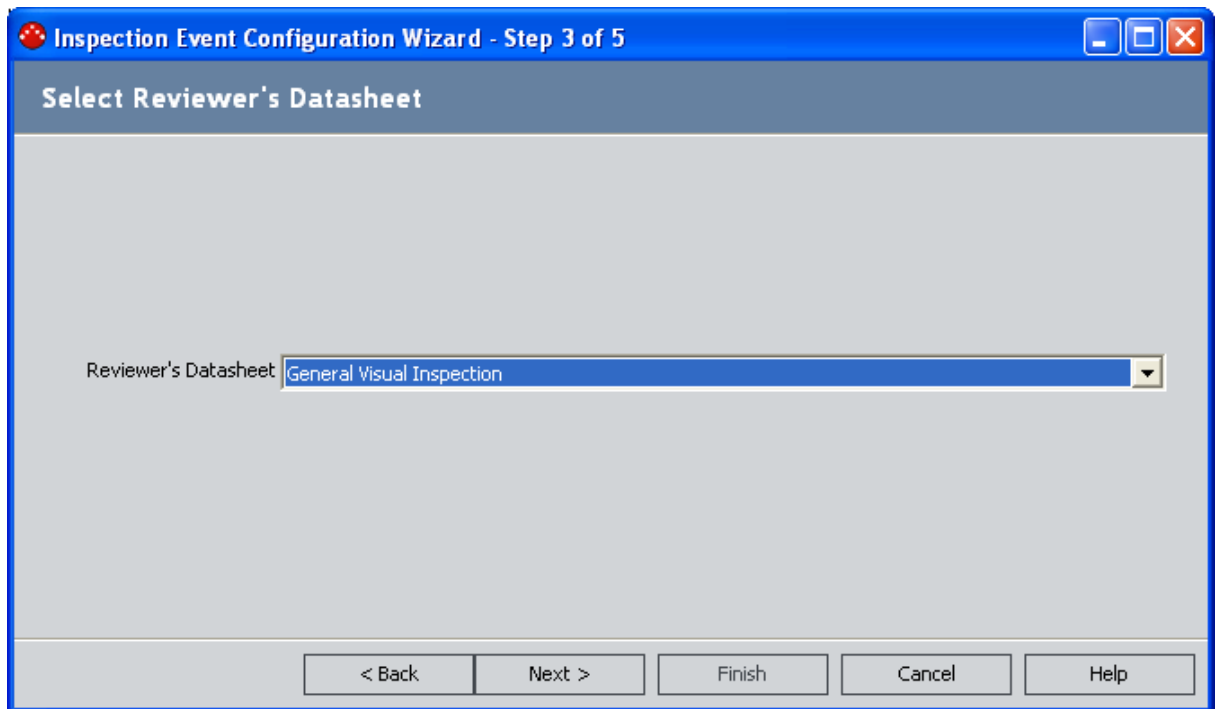 Inspection Event Configuration Wizard - Step 3 of 5
Select Reviewer's Datasheet
Reviewer's Datasheet General Visual Inspection
< Back Next > Finish Cancel Help